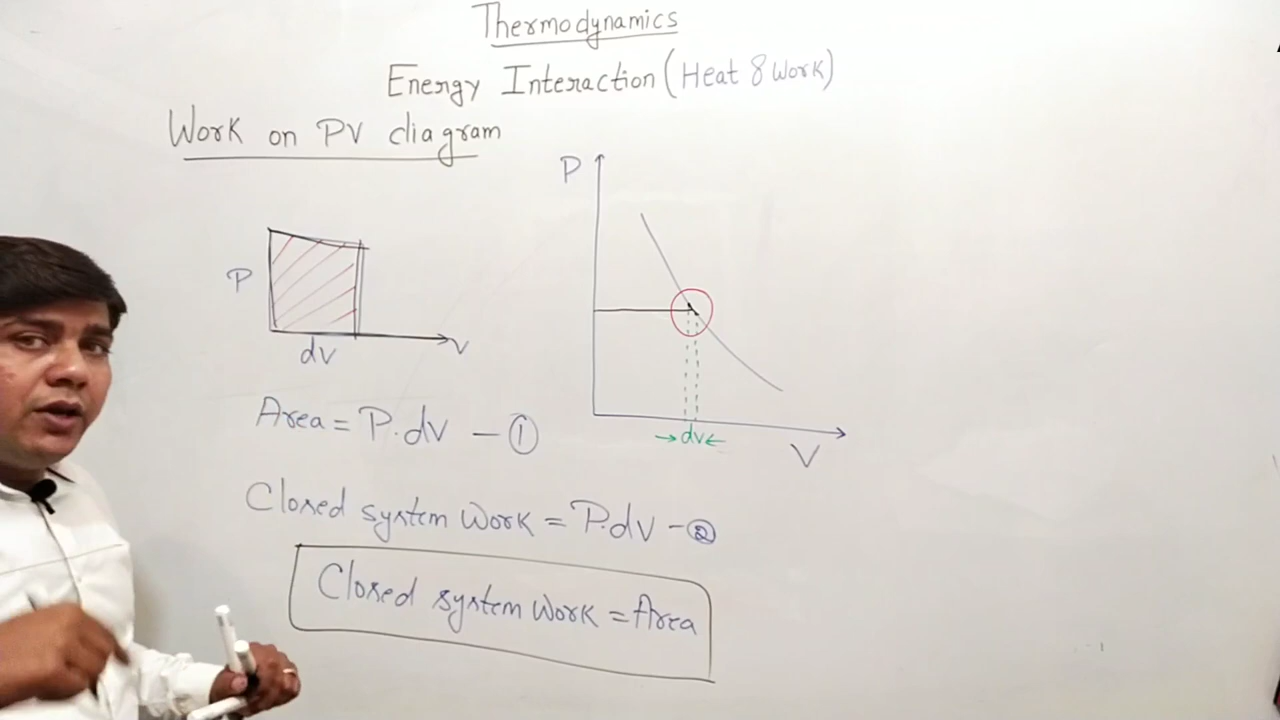 Thermodynamics
Energy Interaction (Heat & Work)
Work on PV diagram
P
P
dV
V
→dV←
V
Area = P.dV - ①
Closed system Work = P.dV - ②
Closed system Work = Area